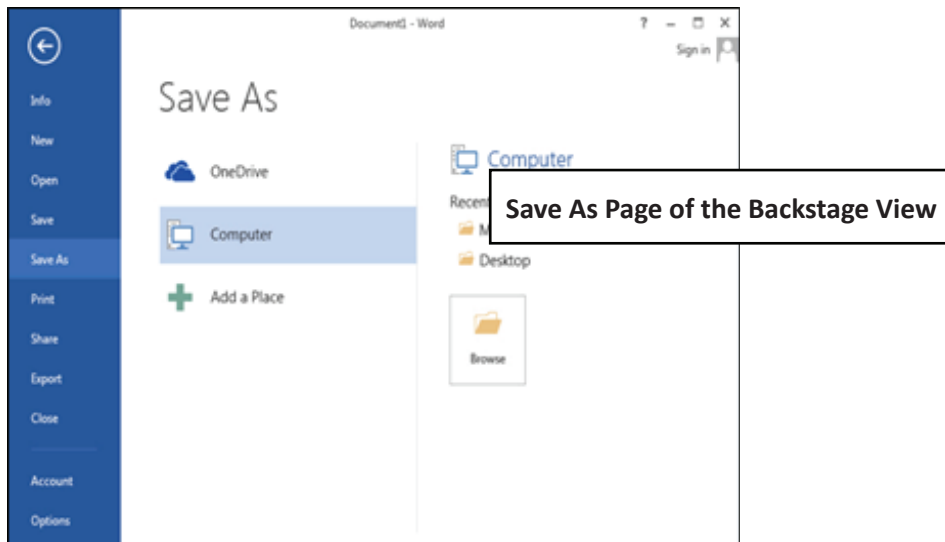 Document1 - Word
?
Sign in
Info
New
Open
Save
Save As
Print
Share
Export
Close
Account
Options
Save As
OneDrive
Computer
Add a Place
Computer
Recent
M
Desktop
Browse
Save As Page of the Backstage View